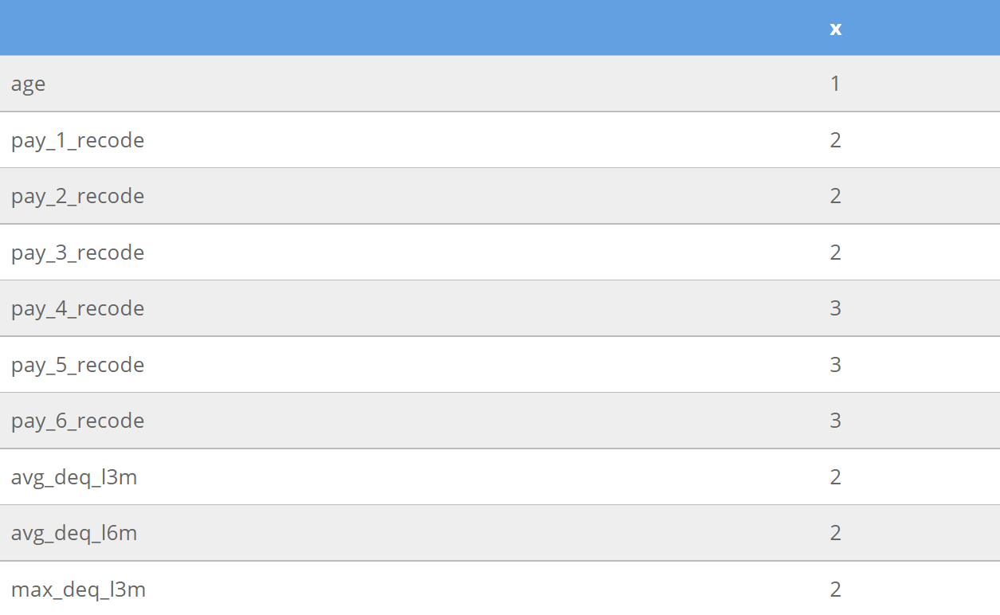 x
age 1
pay_1_recode 2
pay_2_recode 2
pay_3_recode 2
pay_4_recode 3
pay_5_recode 3
pay_6_recode 3
avg_deq_l3m 2
avg_deq_l6m 2
max_deq_l3m 2